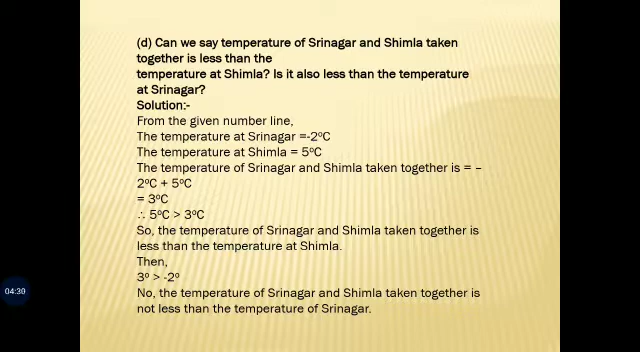 (d) Can we say temperature of Srinagar and Shimla taken
together is less than the
temperature at Shimla? Is it also less than the temperature
at Srinagar?
Solution:-
From the given number line,
The temperature at Srinagar =-2ºC
The temperature at Shimla = 5ºC
The temperature of Srinagar and Shimla taken together is = –
2ºC + 5ºC
= 3ºC
∴ 5ºC > 3ºC
So, the temperature of Srinagar and Shimla taken together is
less than the temperature at Shimla.
Then,
3º > -2º
No, the temperature of Srinagar and Shimla taken together is
not less than the temperature of Srinagar.
04:30